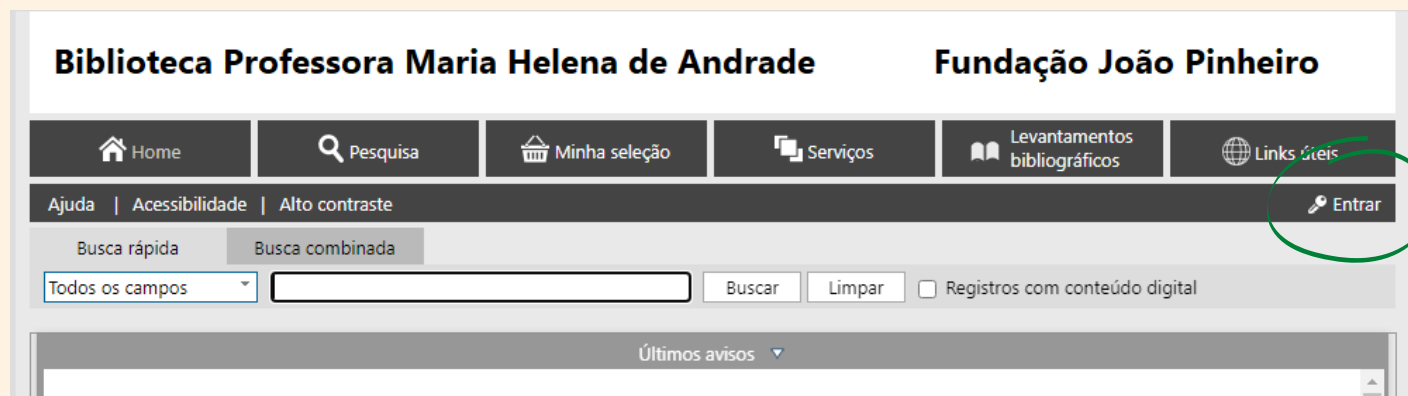 Biblioteca Professora Maria Helena de Andrade Fundação João Pinheiro
Home Pesquisa Minha seleção Serviços Levantamentos bibliográficos Links úteis
Ajuda | Acessibilidade | Alto contraste Entrar
Busca rápida Busca combinada
Todos os campos Buscar Limpar Registros com conteúdo digital
Últimos avisos